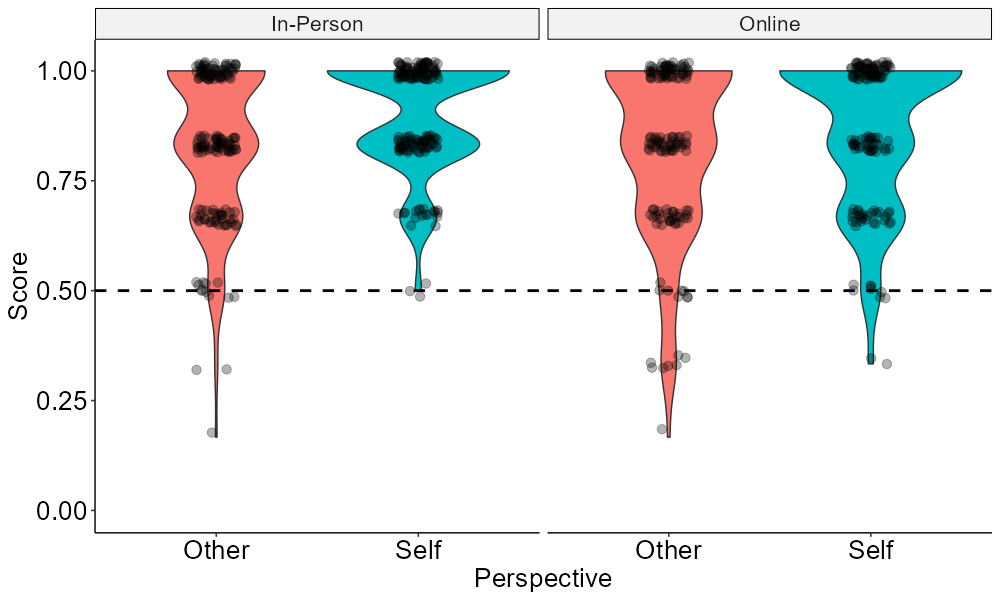 In-Person
Online
1.00
0.75
0.50
0.25
0.00
Score
Other
Self
Other
Self
Perspective